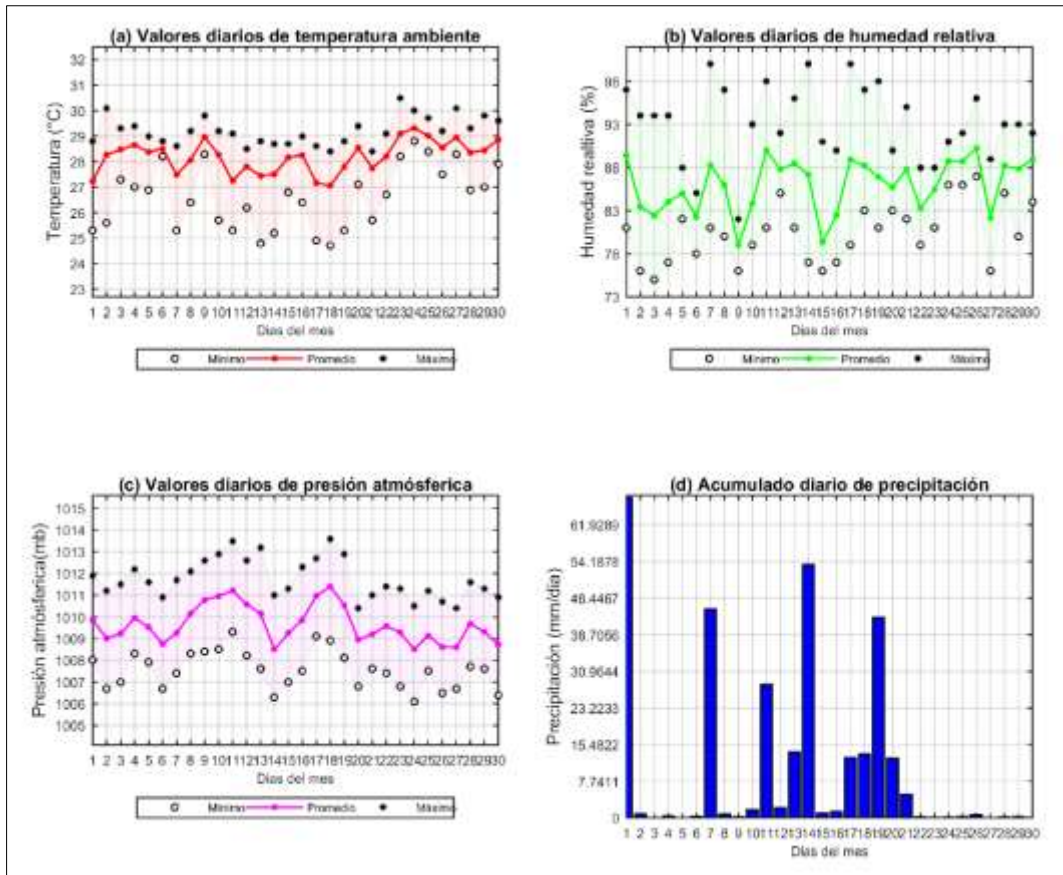 (a) Valores diarios de temperatura ambiente
32
31
30
29
28
27
26
25
24
23
Temperatura (°C)
1 2 3 4 5 6 7 8 9 10 11 12 13 14 15 16 17 18 19 20 21 22 23 24 25 26 27 28 29 30
Dias del mes
Mínimo Promedio Máximo
(b) Valores diarios de humedad relativa
98
93
88
83
78
73
Humedad realtiva (%)
1 2 3 4 5 6 7 8 9 10 11 12 13 14 15 16 17 18 19 20 21 22 23 24 25 26 27 28 29 30
Dias del mes
Mínimo Promedio Máximo
(c) Valores diarios de presión atmósferica
1015
1014
1013
1012
1011
1010
1009
1008
1007
1006
1005
Presión atmósferica(mb)
1 2 3 4 5 6 7 8 9 10 11 12 13 14 15 16 17 18 19 20 21 22 23 24 25 26 27 28 29 30
Dias del mes
Mínimo Promedio Máximo
(d) Acumulado diario de precipitación
61.9289
54.1878
46.4467
38.7056
30.9644
23.2233
15.4822
7.7411
0
Precipitación (mm/dia)
1 2 3 4 5 6 7 8 9 10 11 12 13 14 15 16 17 18 19 20 21 22 23 24 25 26 27 28 29 30
Dias del mes